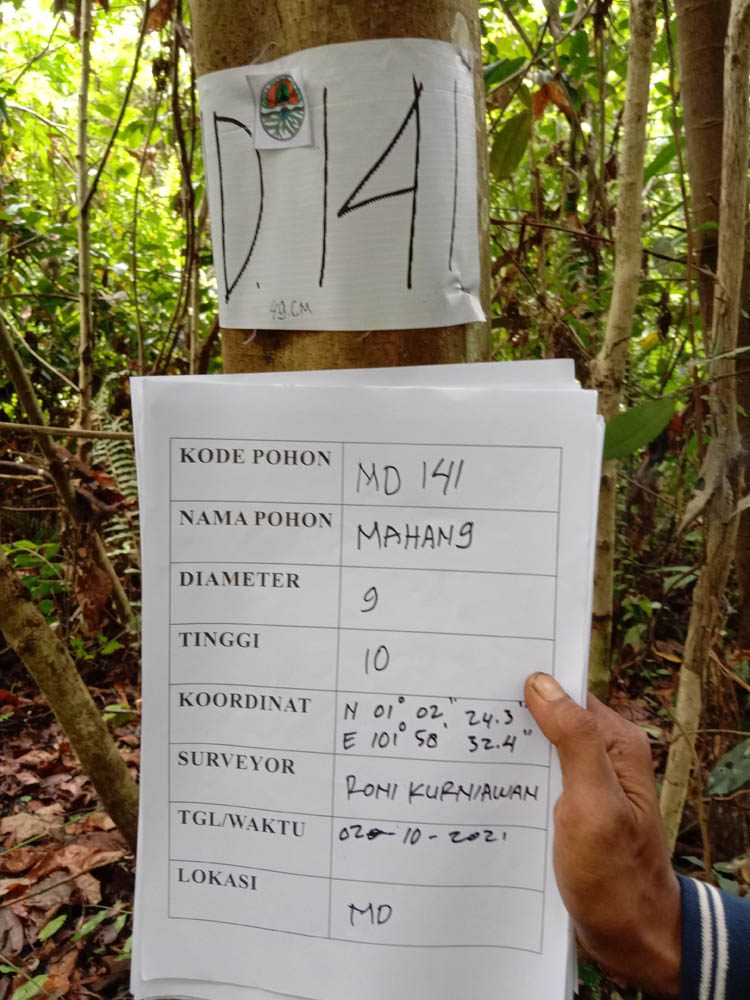 D.141
49.CM
KODE POHON MD 141
NAMA POHON MAHANG
DIAMETER 9
TINGGI 10
KOORDINAT N 01° 02' 24.3"
E 101° 58' 32.4"
SURVEYOR RONI KURNIAWAN
TGL/WAKTU 02-10-2021
LOKASI MD